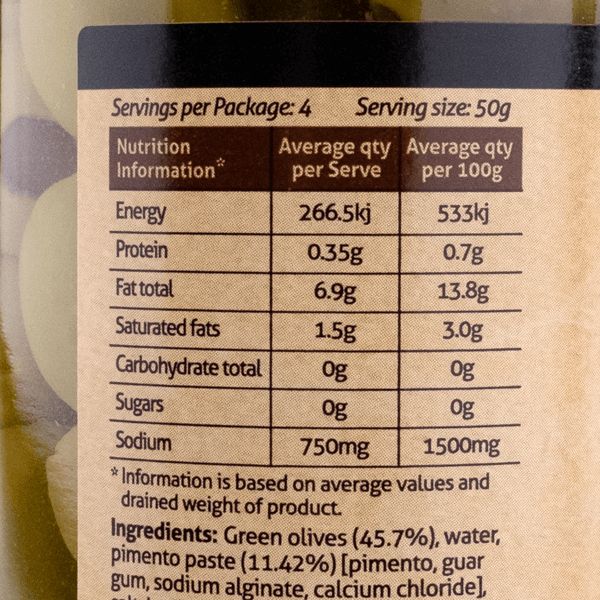 Servings per Package: 4 Serving size: 50g
Nutrition Information* Average qty per Serve Average qty per 100g
Energy 266.5kj 533kj
Protein 0.35g 0.7g
Fat total 6.9g 13.8g
Saturated fats 1.5g 3.0g
Carbohydrate total 0g 0g
Sugars 0g 0g
Sodium 750mg 1500mg
* Information is based on average values and
drained weight of product.
Ingredients: Green olives (45.7%), water,
pimento paste (11.42%) [pimento, guar
gum, sodium alginate, calcium chloride],